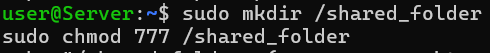 user@Server:~$ sudo mkdir /shared_folder
sudo chmod 777 /shared_folder